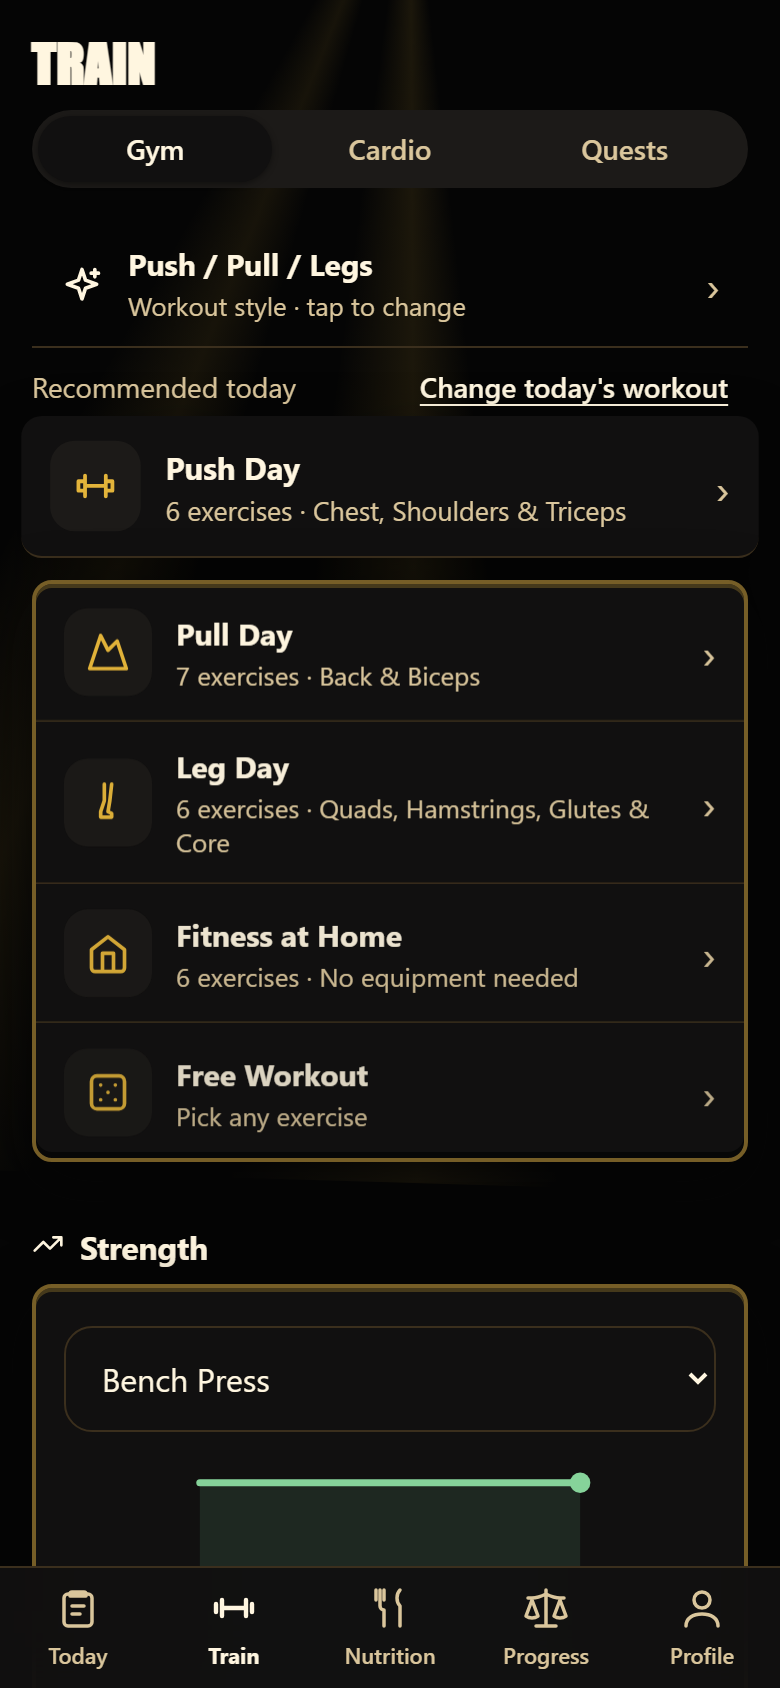 TRAIN
Gym
Cardio
Quests
Push / Pull / Legs
Workout style · tap to change
›
Recommended today
Change today's workout
Push Day
6 exercises · Chest, Shoulders & Triceps
›
Pull Day
7 exercises · Back & Biceps
›
Leg Day
6 exercises · Quads, Hamstrings, Glutes &
Core
›
Fitness at Home
6 exercises · No equipment needed
›
Free Workout
Pick any exercise
›
Strength
Bench Press
Today
Train
Nutrition
Progress
Profile